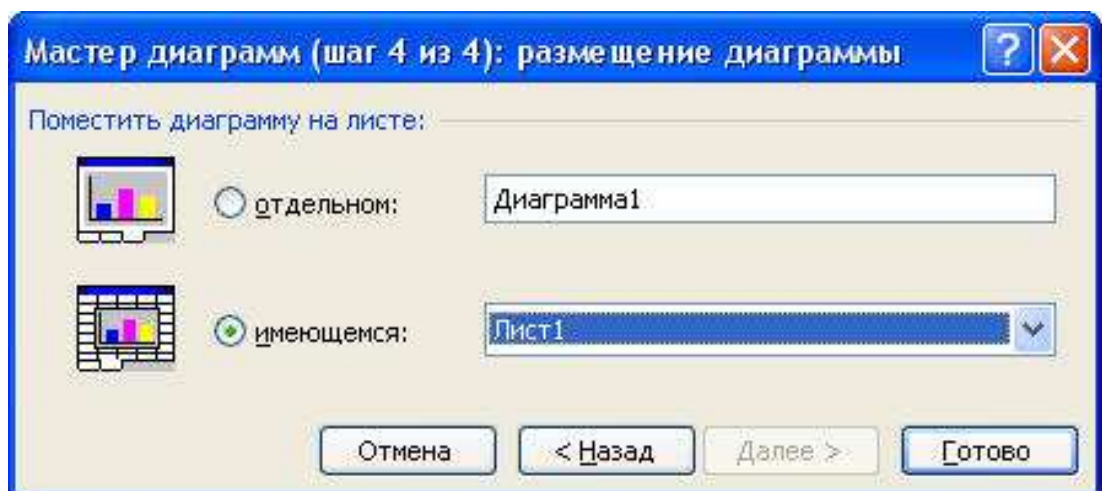 Мастер диаграмм (шаг 4 из 4): размещение диаграммы
Поместить диаграмму на листе:
отдельном: Диаграмма1
имеющемся: Лист1
Отмена < Назад Далее > Готово